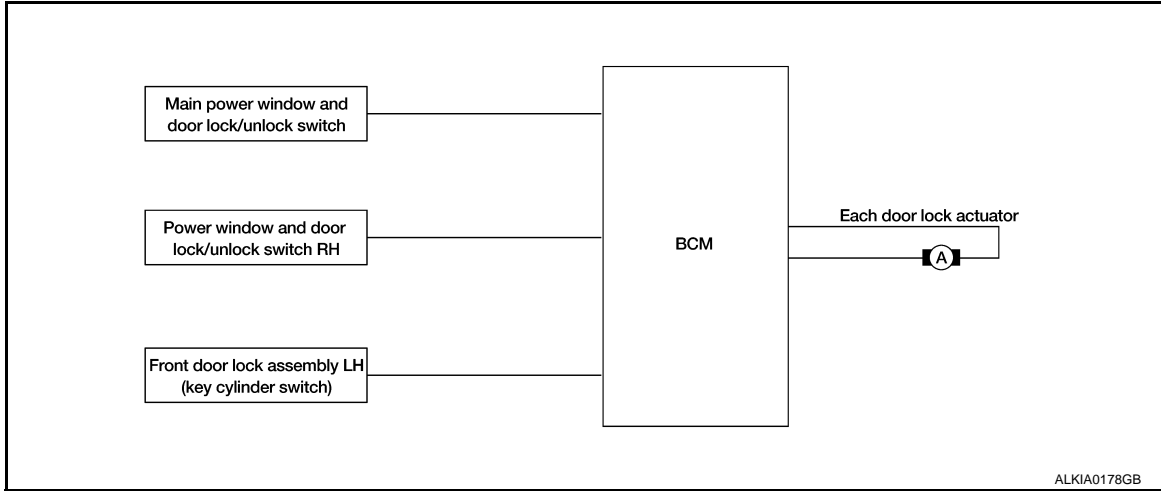 Main power window and
door lock/unlock switch
Power window and door
lock/unlock switch RH
Front door lock assembly LH
(key cylinder switch)
BCM
Each door lock actuator
A
ALKIA0178GB